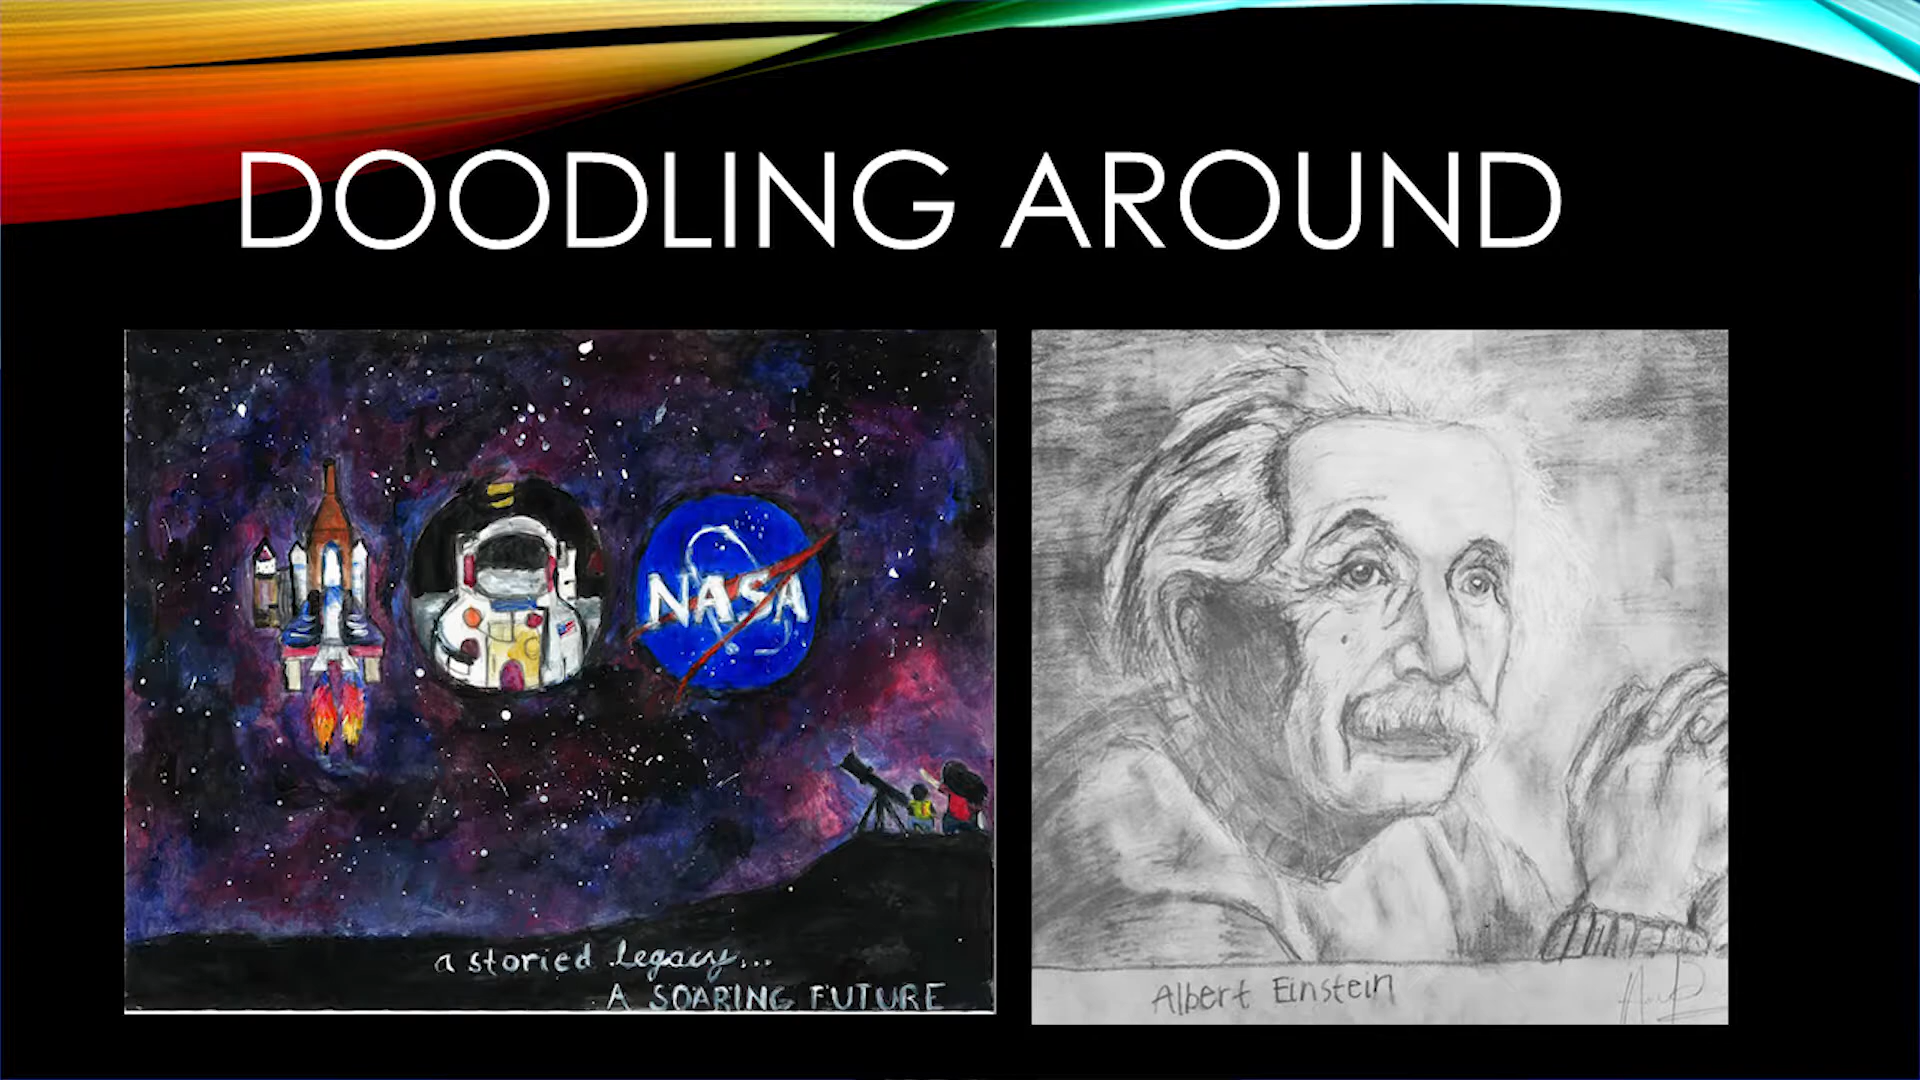 DOODLING AROUND
NASA
a storied legacy...
A SOARING FUTURE
Albert Einstein